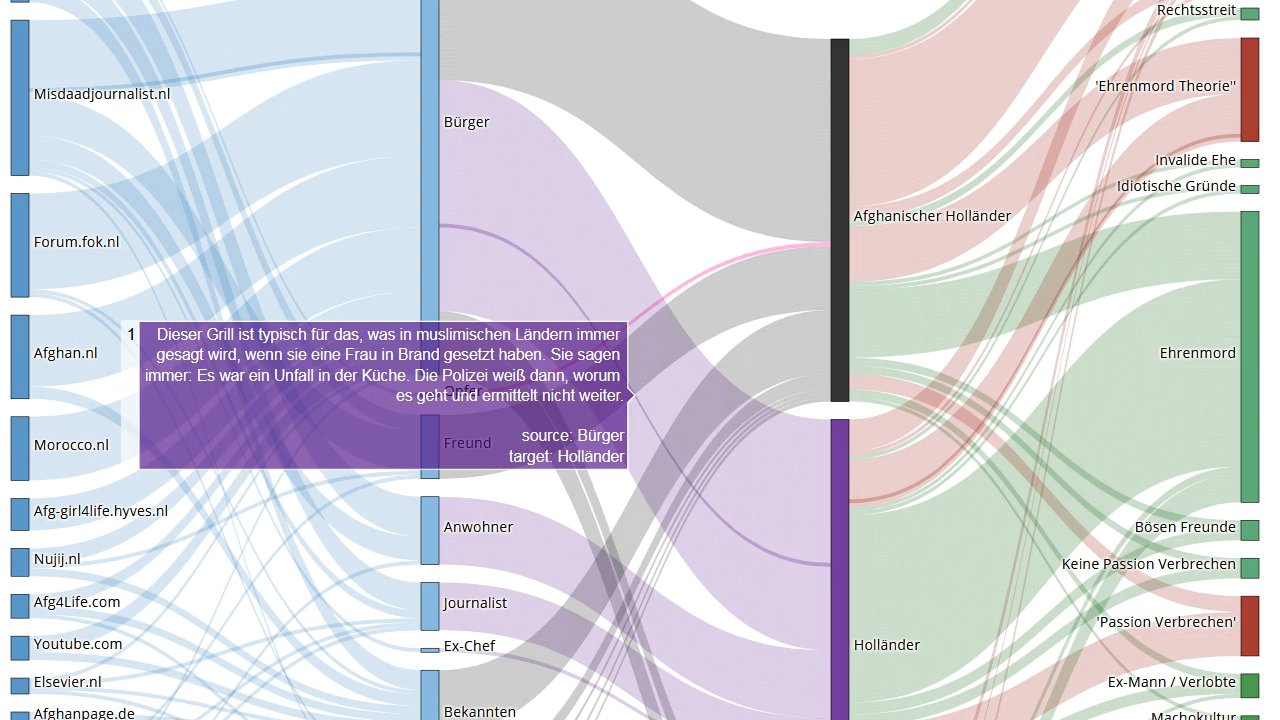 Misdaadjournalist.nl
Forum.fok.nl
Afghan.nl
Morocco.nl
Afg-girl4life.hyves.nl
Nujij.nl
Afg4Life.com
Youtube.com
Elsevier.nl
Afghanpage.de
Bürger
Opfer
Freund
Anwohner
Journalist
Ex-Chef
Bekannten
1
Dieser Grill ist typisch für das, was in muslimischen Ländern immer
gesagt wird, wenn sie eine Frau in Brand gesetzt haben. Sie sagen
immer: Es war ein Unfall in der Küche. Die Polizei weiß dann, worum
es geht und ermittelt nicht weiter.
source: Bürger
target: Holländer
Afghanischer Holländer
Holländer
Rechtsstreit
'Ehrenmord Theorie''
Invalide Ehe
Idiotische Gründe
Ehrenmord
Bösen Freunde
Keine Passion Verbrechen
'Passion Verbrechen'
Ex-Mann / Verlobte
Machokultur